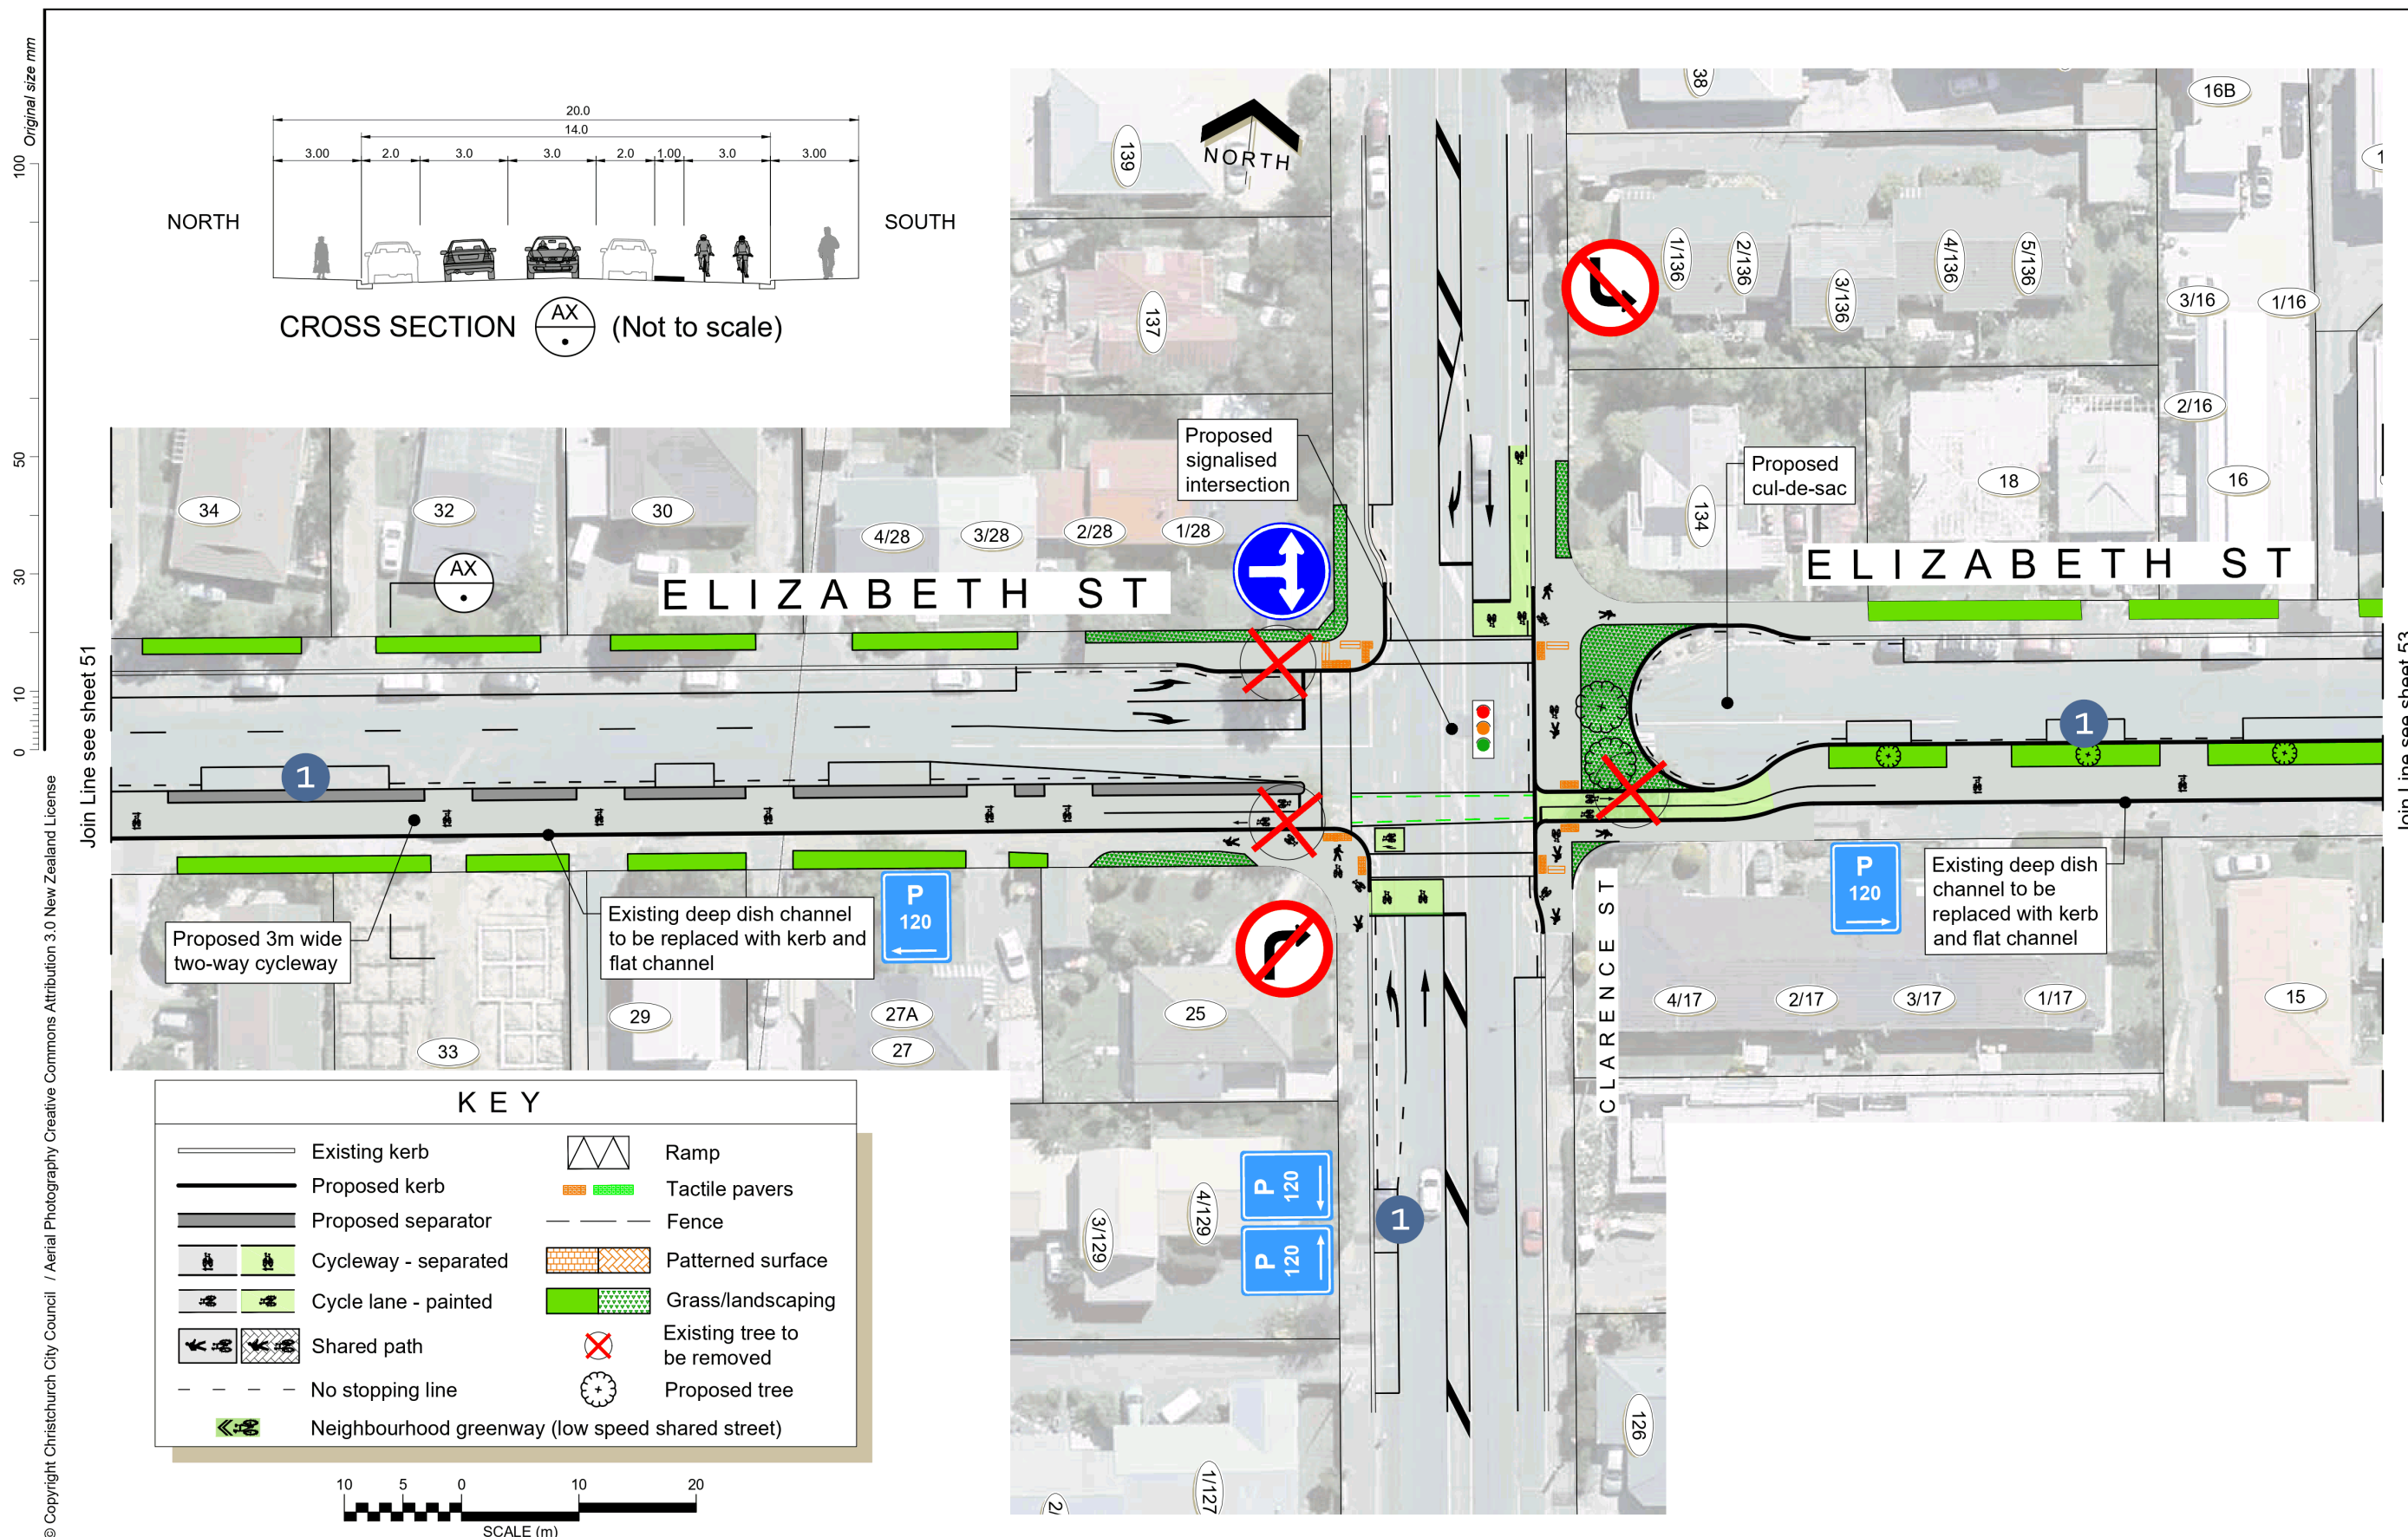 Original size mm
100
50
30
10
0
© Copyright Christchurch City Council / Aerial Photography Creative Commons Attribution 3.0 New Zealand License
20.0
14.0
3.00
2.0
3.0
3.0
2.0
1.00
3.0
3.00
NORTH
SOUTH
CROSS SECTION
AX
(Not to scale)
NORTH
139
137
38
16B
1/136
2/136
3/136
4/136
5/136
3/16
1/16
2/16
16
18
134
Proposed
signalised
intersection
Proposed
cul-de-sac
34
32
30
4/28
3/28
2/28
1/28
AX
ELIZABETH ST
ELIZABETH ST
Join Line see sheet 51
Join Line see sheet 53
1
1
Proposed 3m wide
two-way cycleway
Existing deep dish channel
to be replaced with kerb and
flat channel
P
120
P
120
Existing deep dish
channel to be
replaced with kerb
and flat channel
CLARENCE ST
33
29
27A
27
25
4/17
2/17
3/17
1/17
15
3/129
4/129
P
120
P
120
1
126
1/127
2/
KEY
Existing kerb
Proposed kerb
Proposed separator
Cycleway - separated
Cycle lane - painted
Shared path
No stopping line
Neighbourhood greenway (low speed shared street)
Ramp
Tactile pavers
Fence
Patterned surface
Grass/landscaping
Existing tree to
be removed
Proposed tree
10
5
0
10
20
SCALE (m)